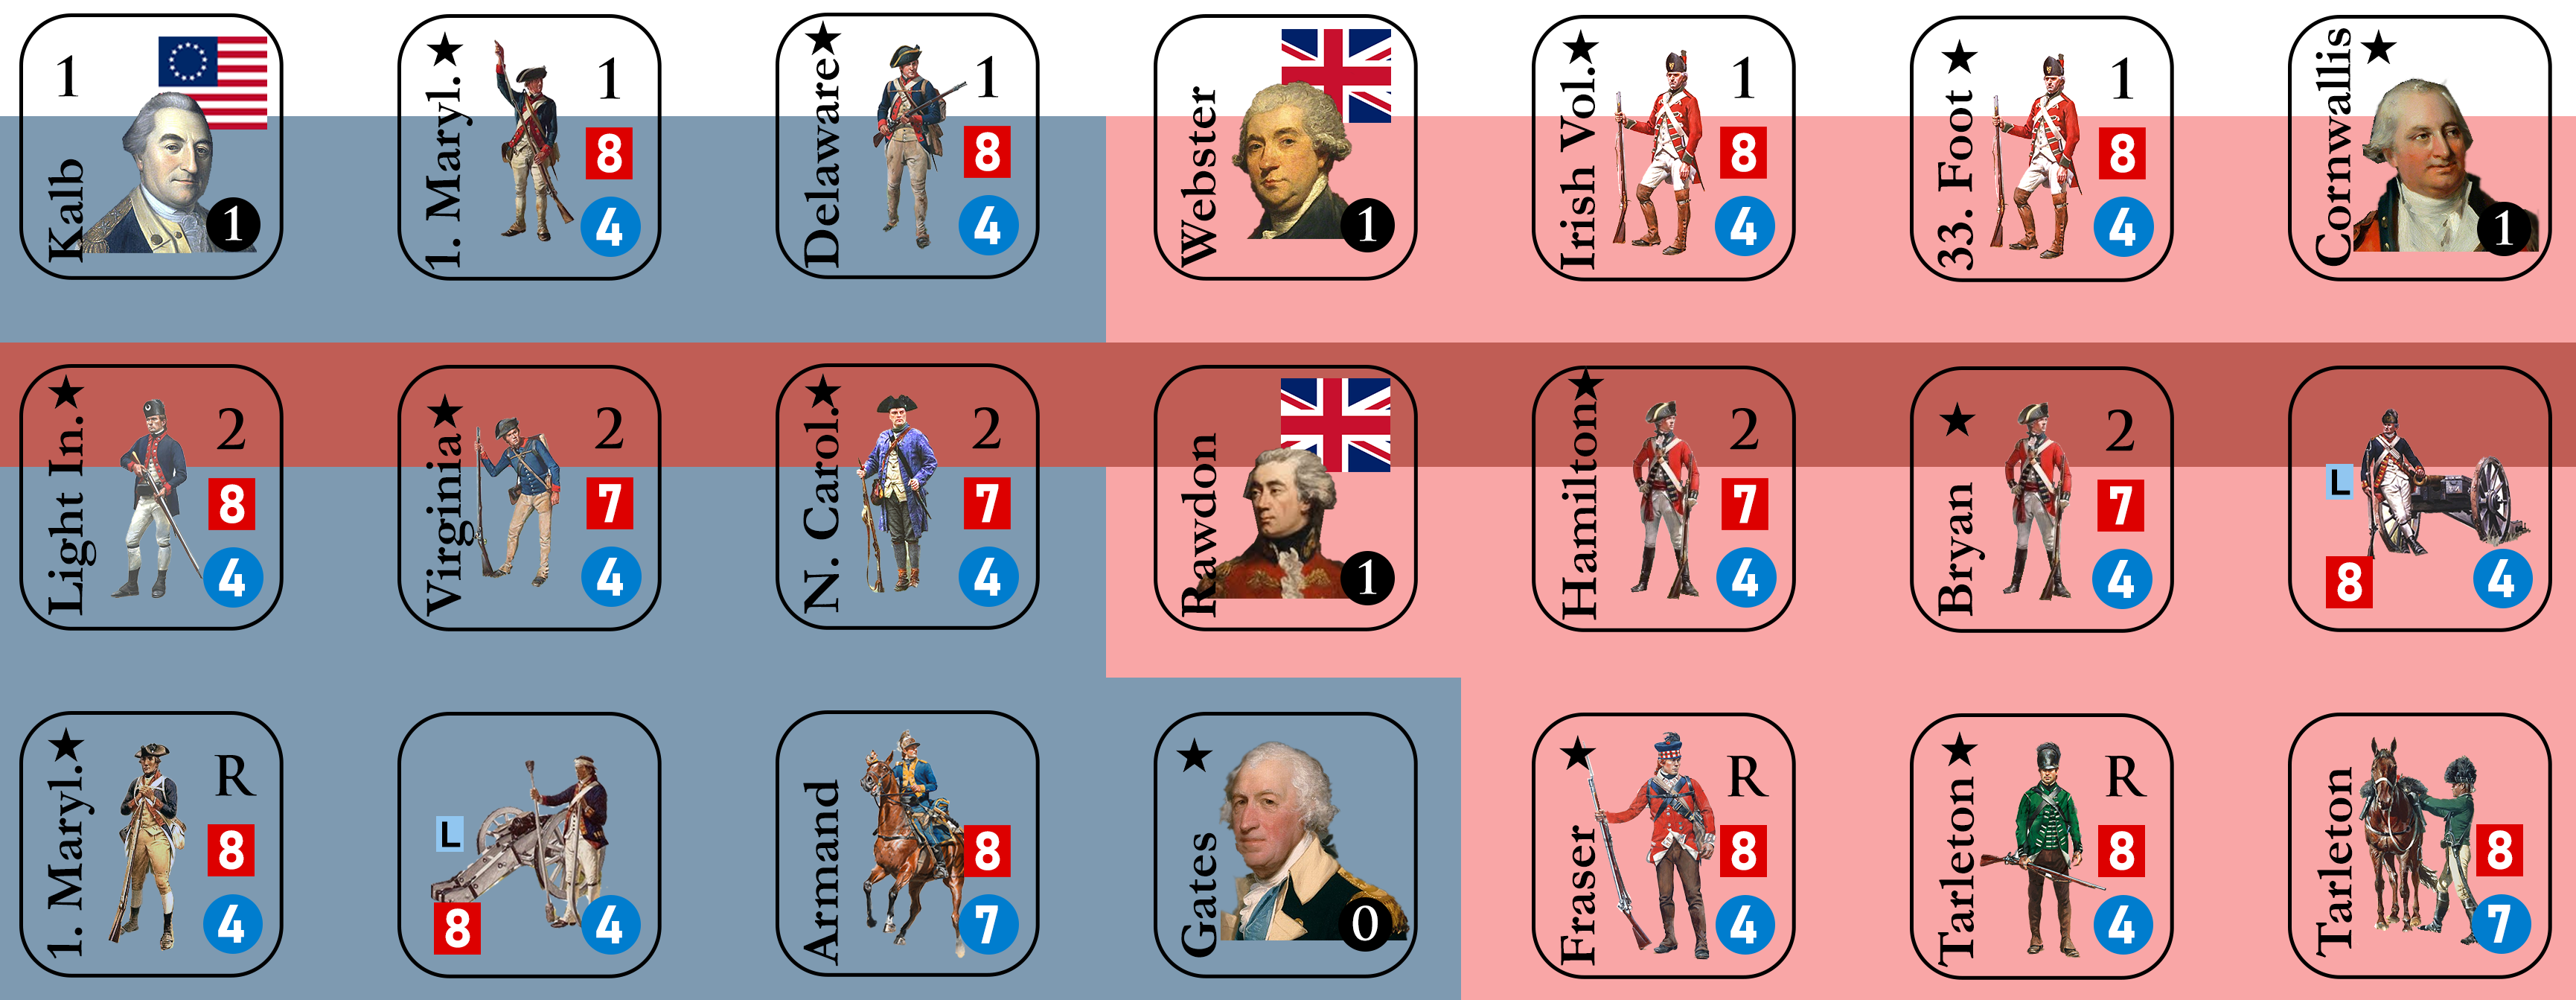 1
Kalb
1
1. Maryl.★
1
8
4
Delaware★
1
8
4
Webster
1
Irish Vol.★
1
8
4
33. Foot ★
1
8
4
Cornwallis ★
1
Light In.★
2
8
4
Virginia★
2
7
4
N. Carol.★
2
7
4
Rawdon
1
Hamilton★
2
7
4
Bryan ★
2
7
4
L
8
4
1. Maryl.★
R
8
4
L
8
4
Armand
8
7
Gates ★
0
Fraser ★
R
8
4
Tarleton ★
R
8
4
Tarleton
8
7